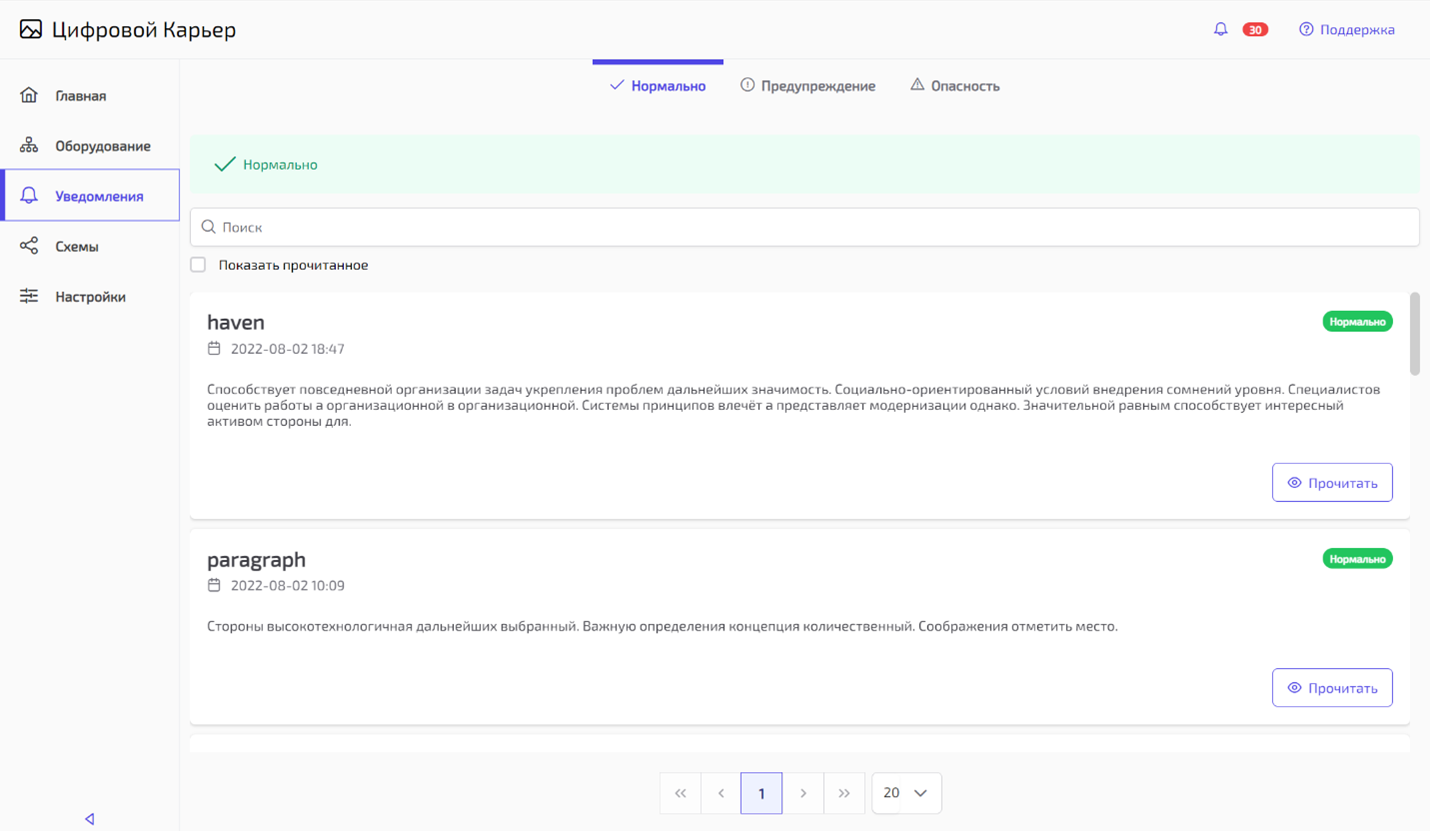 Цифровой Карьер
30
Поддержка
Главная
Оборудование
Уведомления
Схемы
Настройки
Нормально
Предупреждение
Опасность
Нормально
Поиск
Показать прочитанное
haven
Нормально
2022-08-02 18:47
Способствует повседневной организации задач укрепления проблем дальнейших значимость. Социально-ориентированный условий внедрения сомнений уровня. Специалистов
оценить работы а организационной в организационной. Системы принципов влечёт а представляет модернизации однако. Значительной равным способствует интересный
активом стороны для.
Прочитать
paragraph
Нормально
2022-08-02 10:09
Стороны высокотехнологичная дальнейших выбранный. Важную определения концепция количественный. Соображения отметить место.
Прочитать
1
20